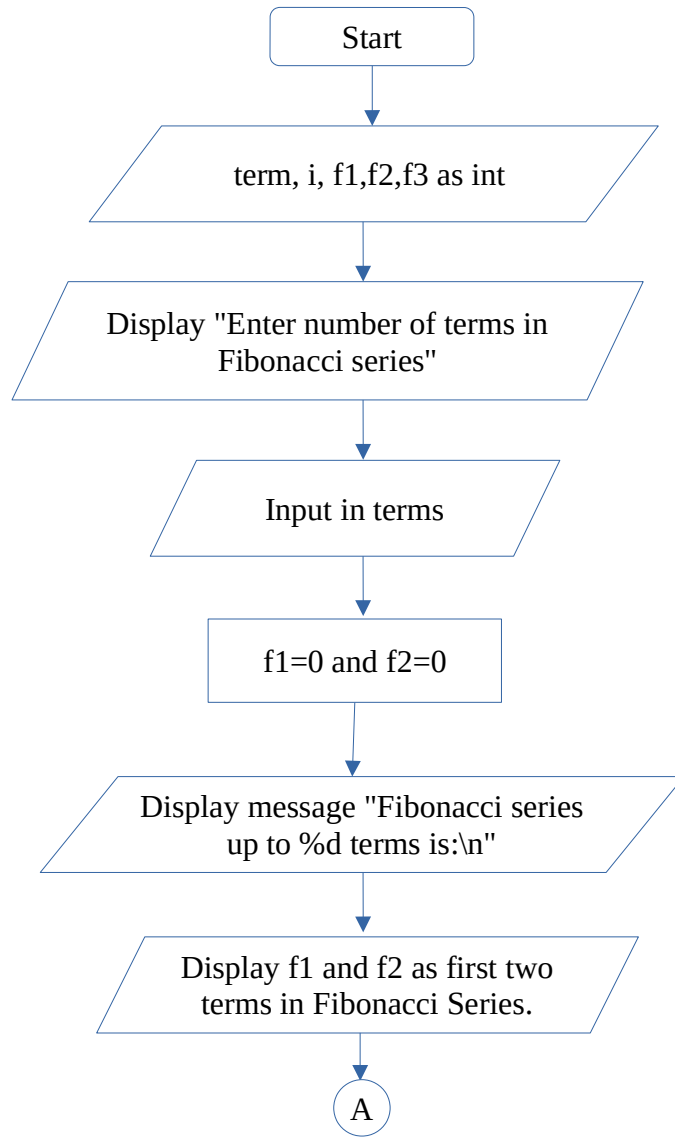 Start
term, i, f1,f2,f3 as int
Display "Enter number of terms in
Fibonacci series"
Input in terms
f1=0 and f2=0
Display message "Fibonacci series
up to %d terms is:\n"
Display f1 and f2 as first two
terms in Fibonacci Series.
A